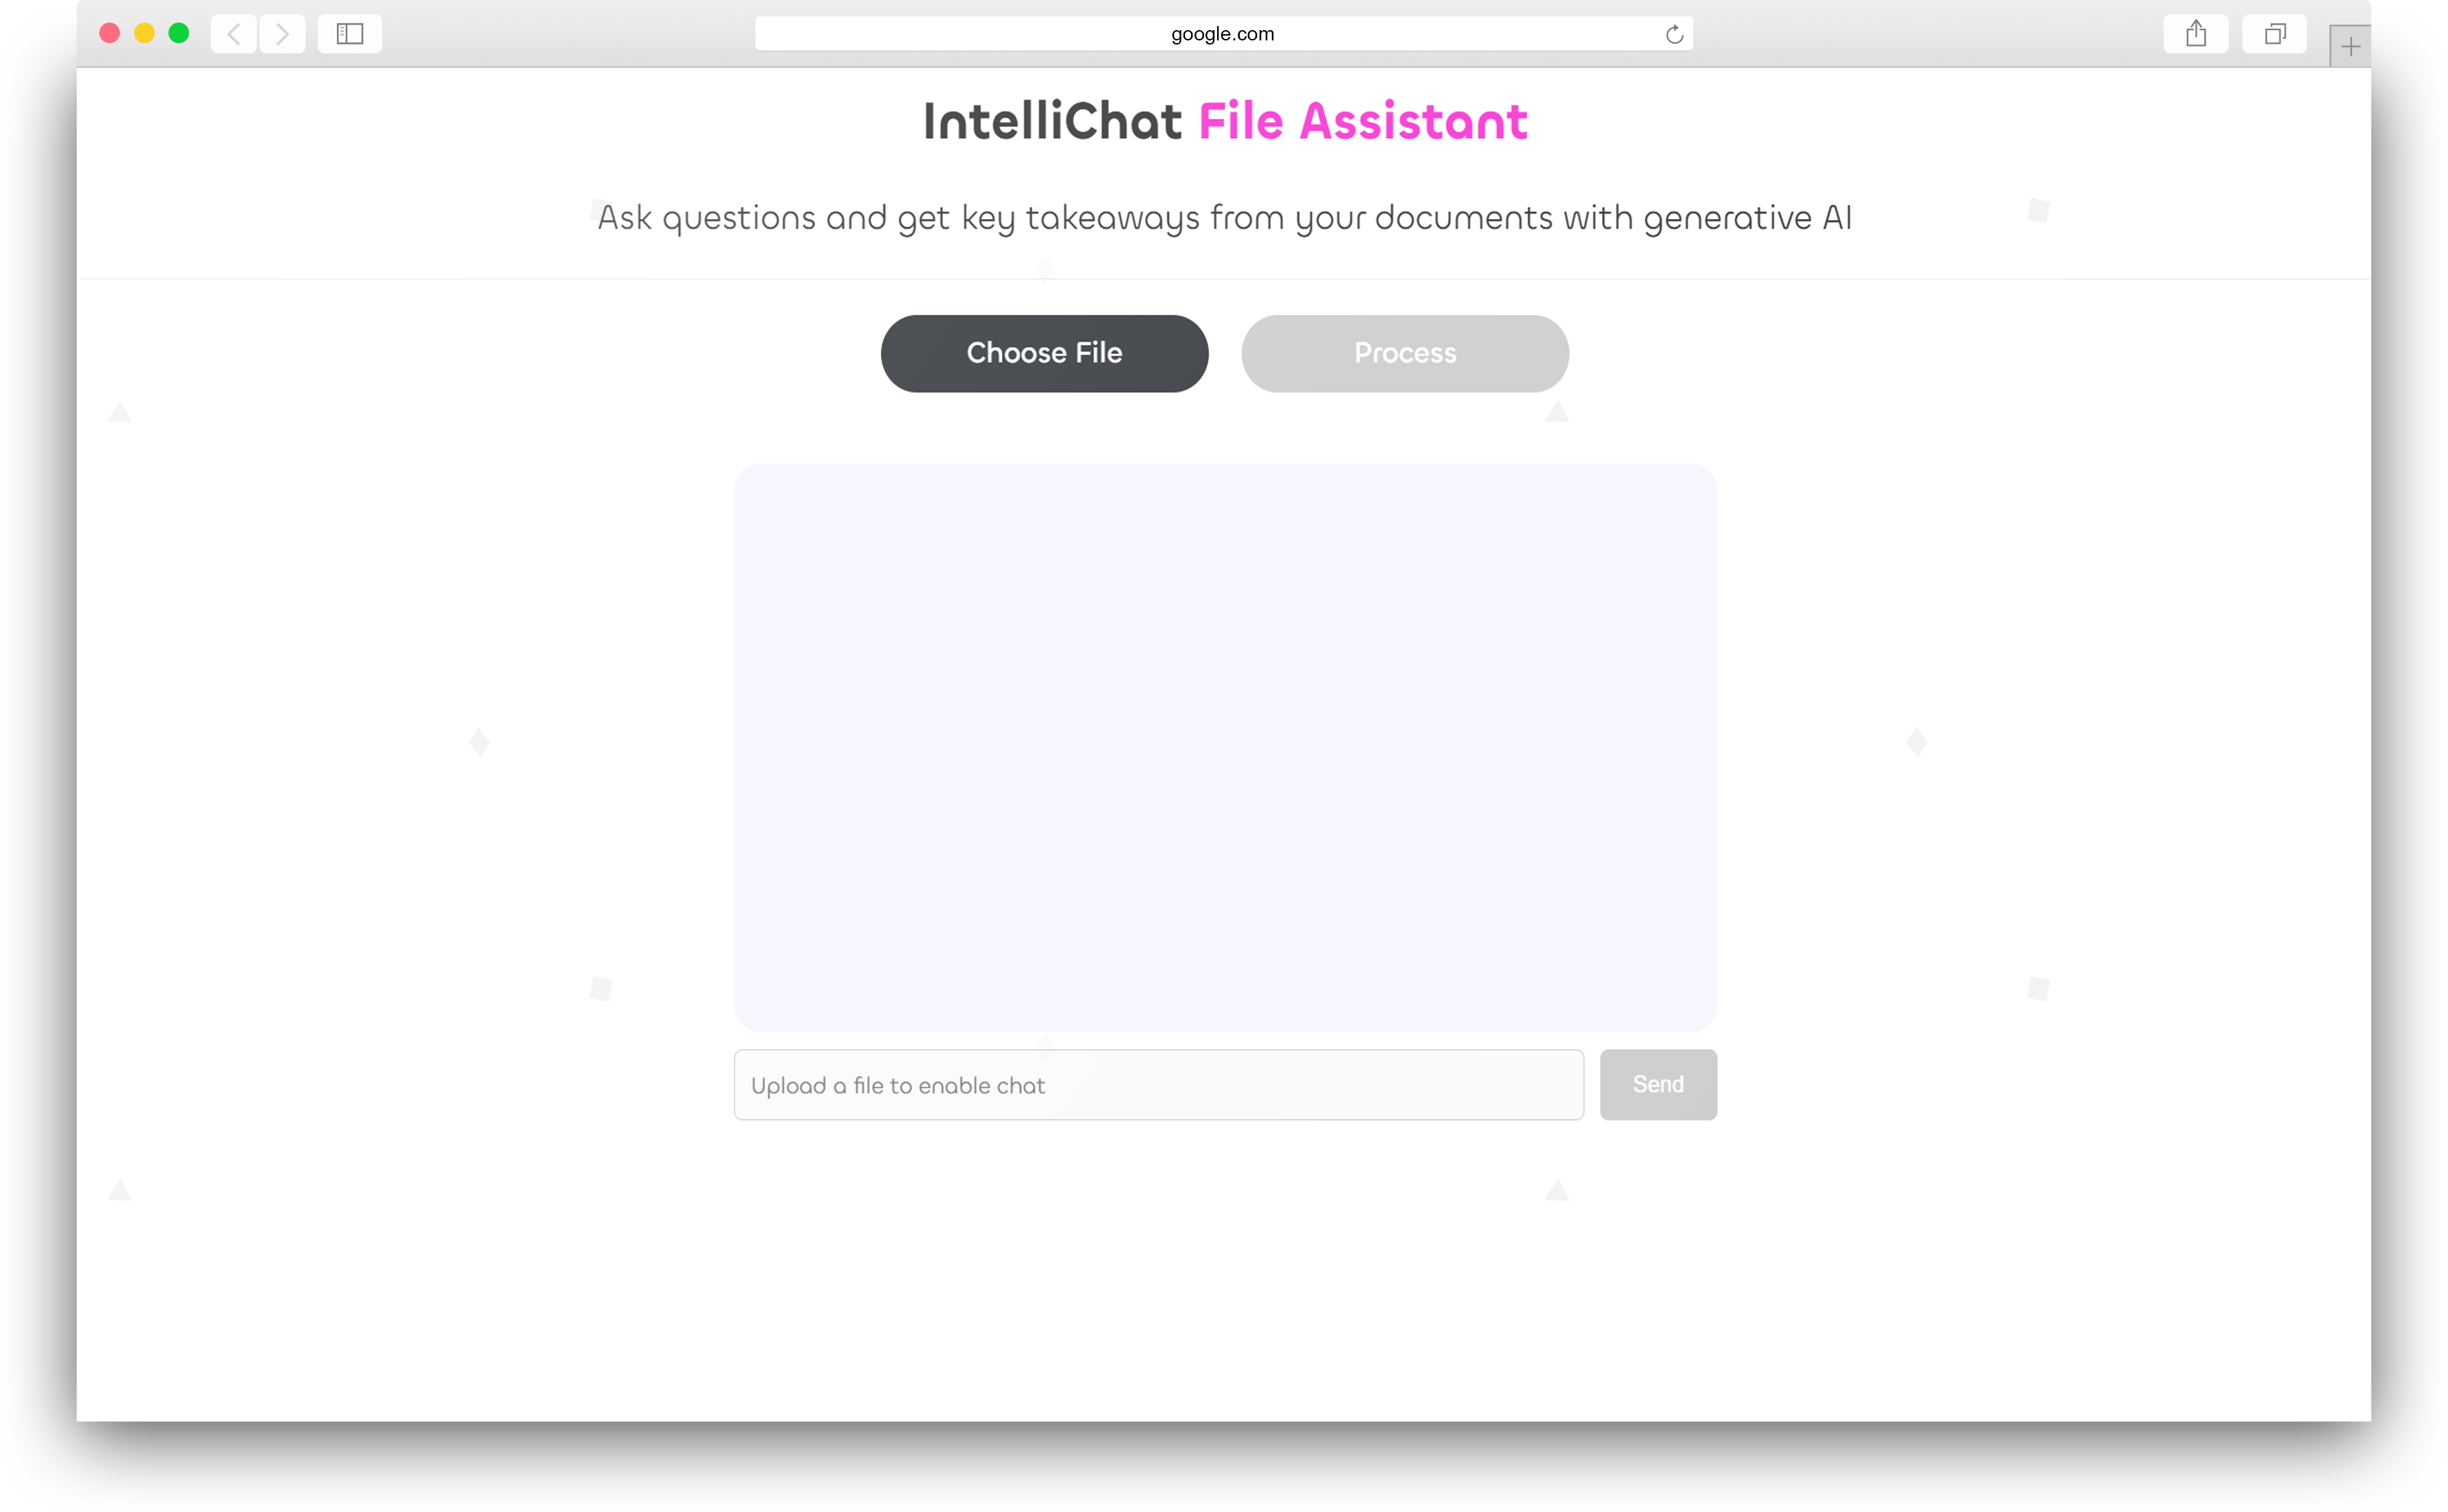 google.com
IntelliChat File Assistant
Ask questions and get key takeaways from your documents with generative AI
Choose File
Process
Upload a file to enable chat
Send